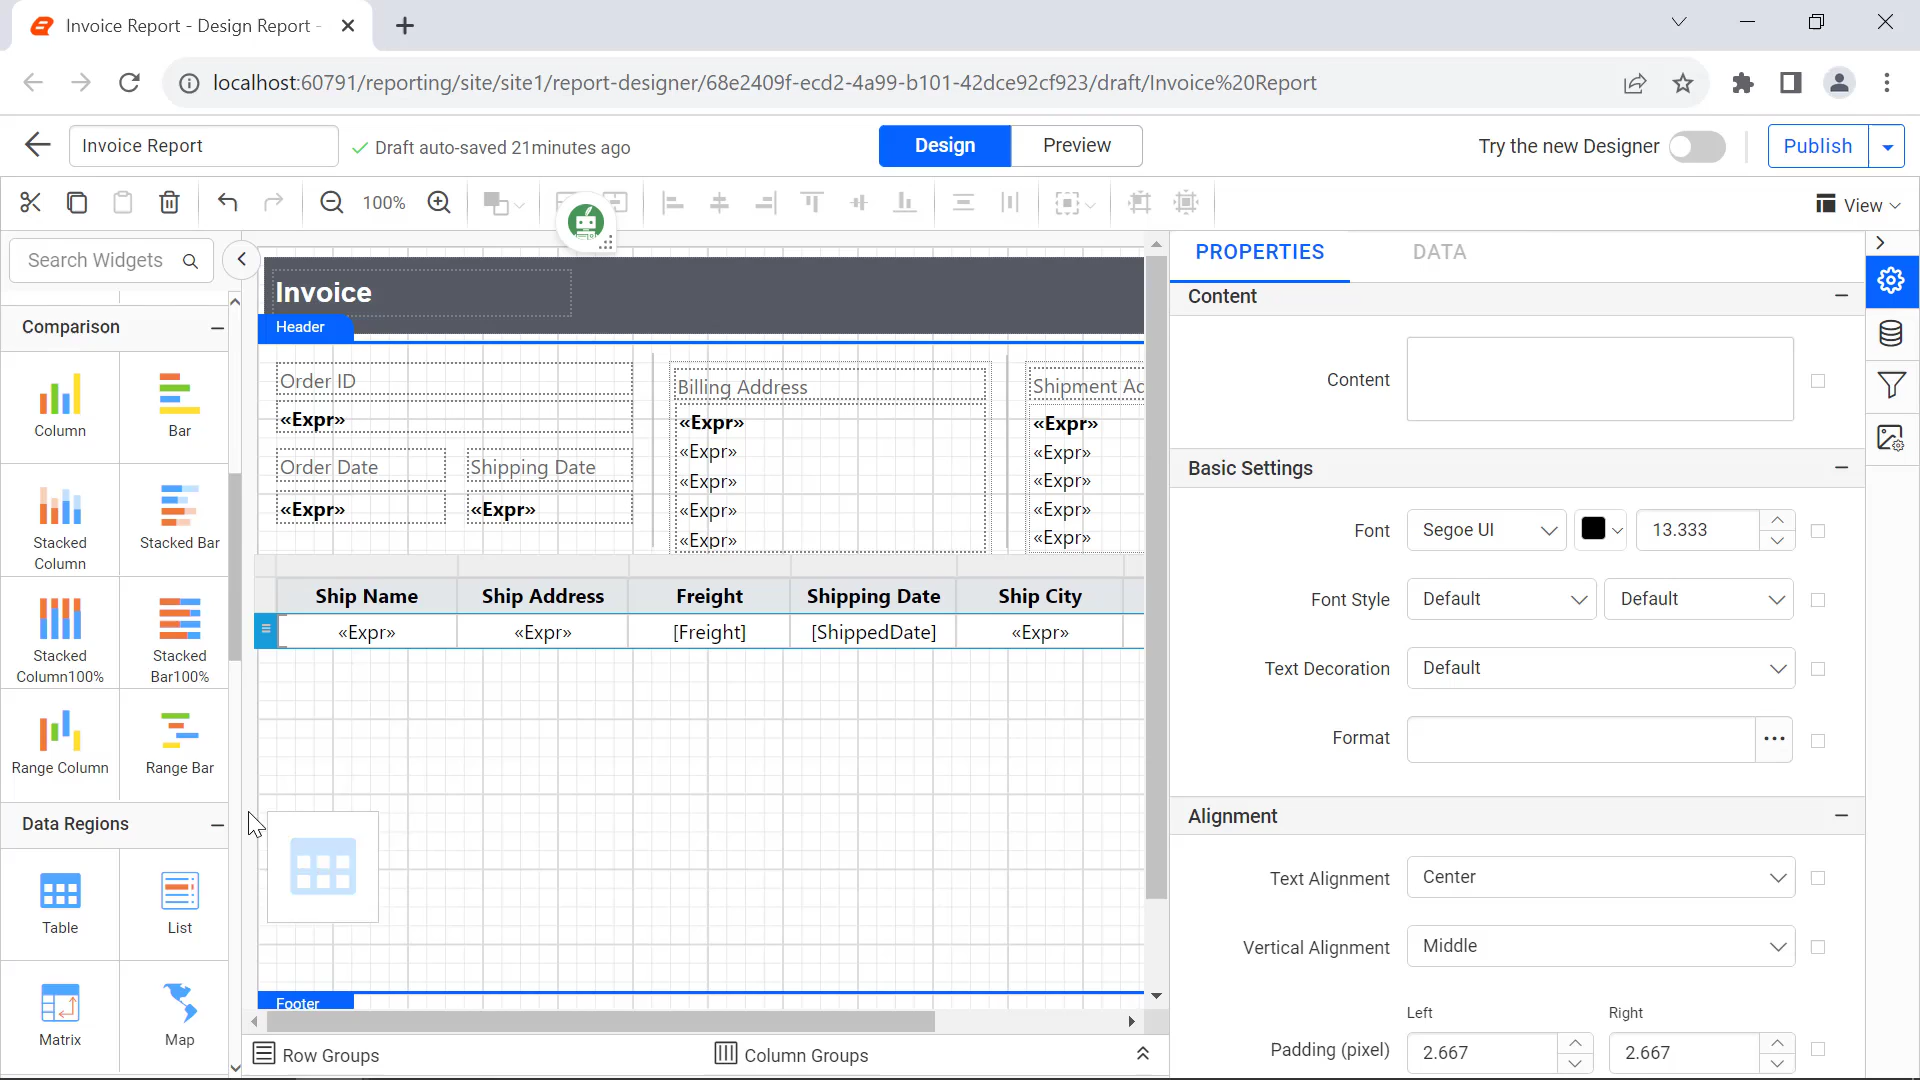 Invoice Report - Design Report -
localhost:60791/reporting/site/site1/report-designer/68e2409f-ecd2-4a99-b101-42dce92cf923/draft/Invoice%20Report
Invoice Report
Draft auto-saved 21minutes ago
Design
Preview
Try the new Designer
Publish
100%
View
Search Widgets
Comparison
Column
Bar
Stacked Column
Stacked Bar
Stacked Column100%
Stacked Bar100%
Range Column
Range Bar
Data Regions
Table
List
Matrix
Map
Invoice
Header
Order ID
«Expr»
Order Date
Shipping Date
«Expr»
«Expr»
Billing Address
«Expr»
«Expr»
«Expr»
«Expr»
«Expr»
Shipment Ac
«Expr»
«Expr»
«Expr»
«Expr»
«Expr»
Ship Name Ship Address Freight Shipping Date Ship City
«Expr» «Expr» [Freight] [ShippedDate] «Expr»
Footer
Row Groups
Column Groups
PROPERTIES
DATA
Content
Content
Basic Settings
Font
Segoe UI
13.333
Font Style
Default
Default
Text Decoration
Default
Format
Alignment
Text Alignment
Center
Vertical Alignment
Middle
Left
Right
Padding (pixel)
2.667
2.667